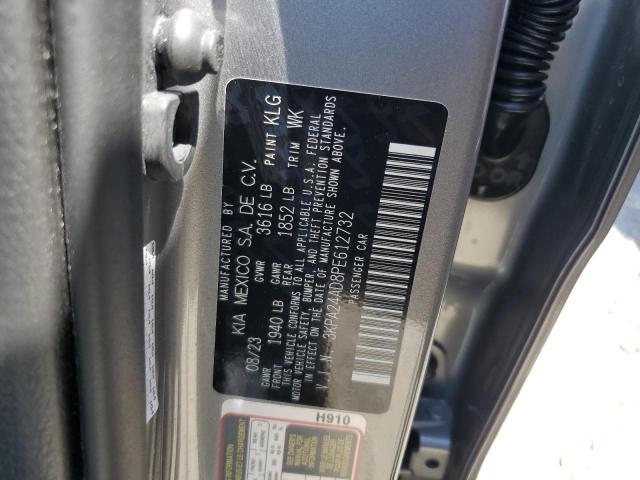 MANUFACTURED BY
08/23 KIA MEXICO S.A. DE C.V.
GVWR 3616 LB PAINT KLG
GAWR FRONT 1940 LB GAWR REAR 1852 LB TRIM WK
THIS VEHICLE CONFORMS TO ALL APPLICABLE U.S.A. FEDERAL
MOTOR VEHICLE SAFETY, BUMPER, AND THEFT PREVENTION STANDARDS
IN EFFECT ON THE DATE OF MANUFACTURE SHOWN ABOVE.
V.I.N: 3KPA24AD8PE612732
PASSENGER CAR
H910